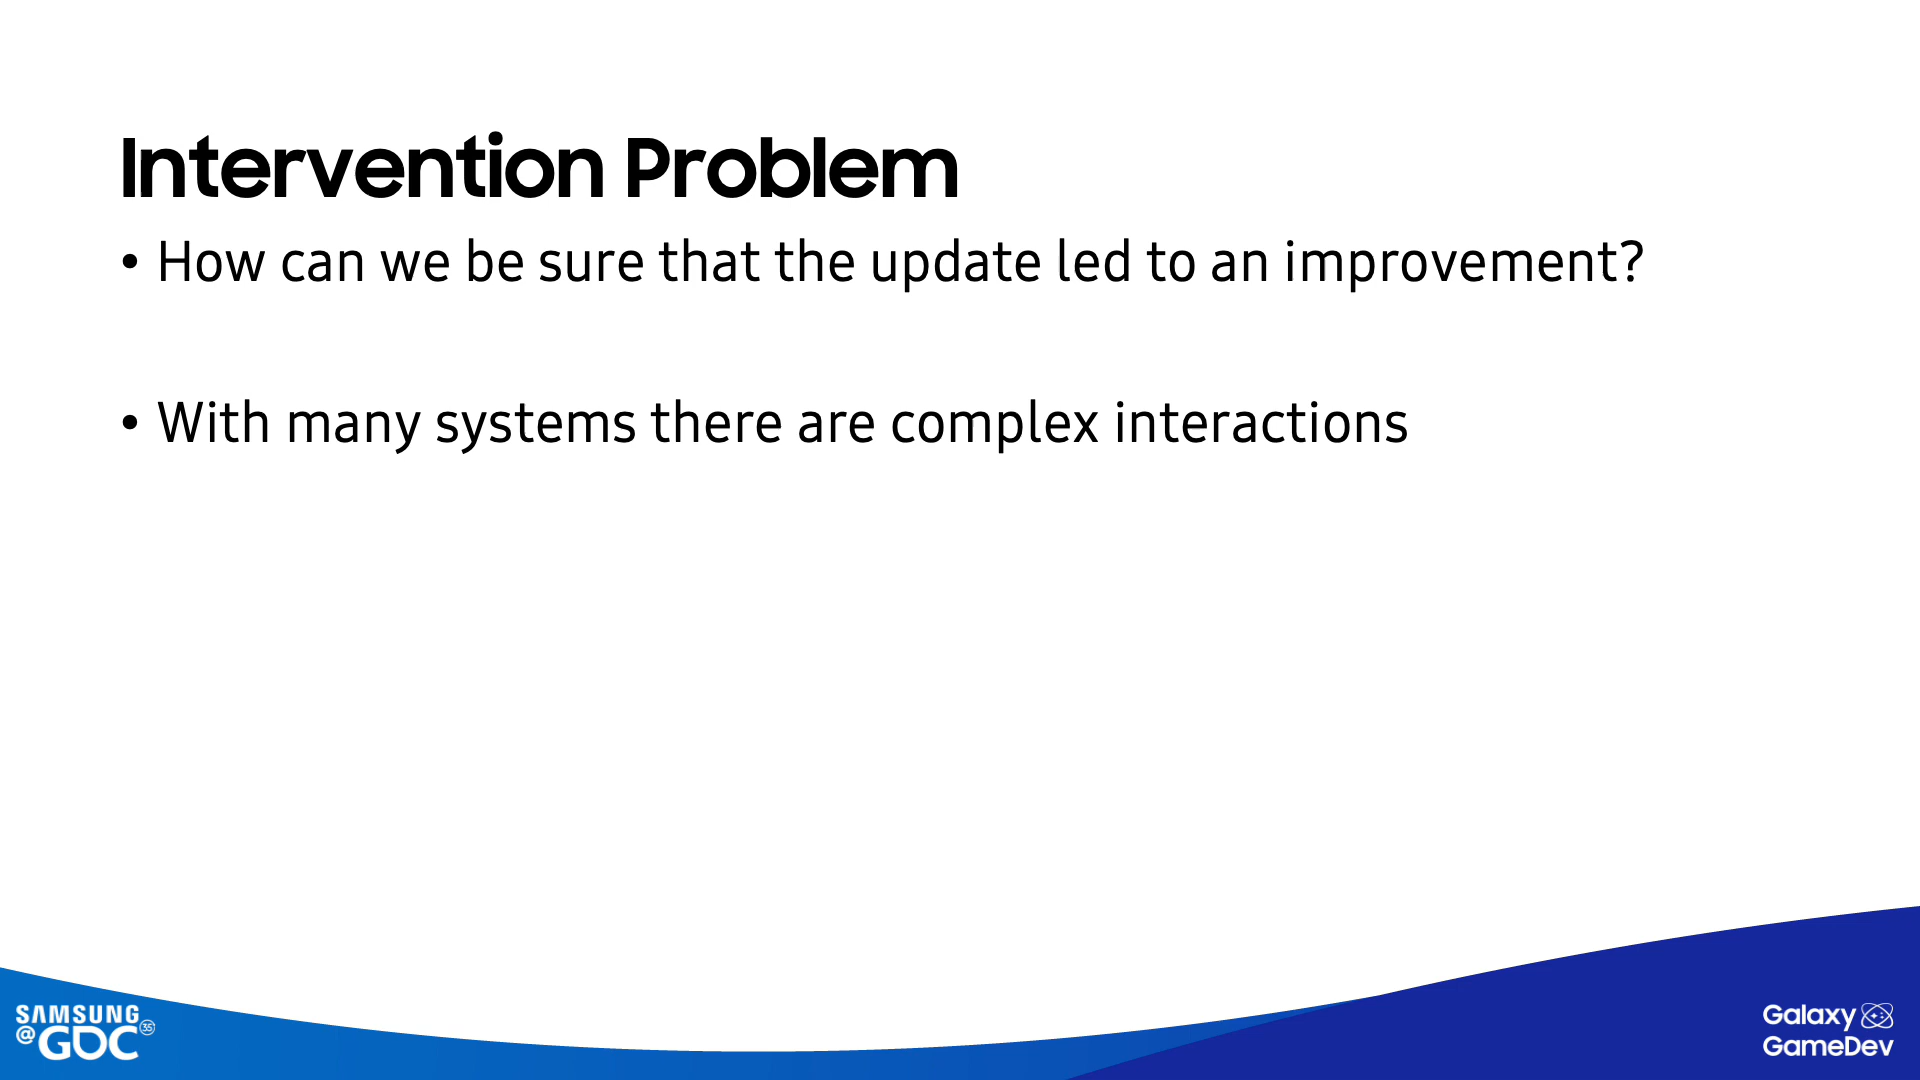 Intervention Problem
• How can we be sure that the update led to an improvement?
• With many systems there are complex interactions
SAMSUNG
@GDC 35
Galaxy
GameDev